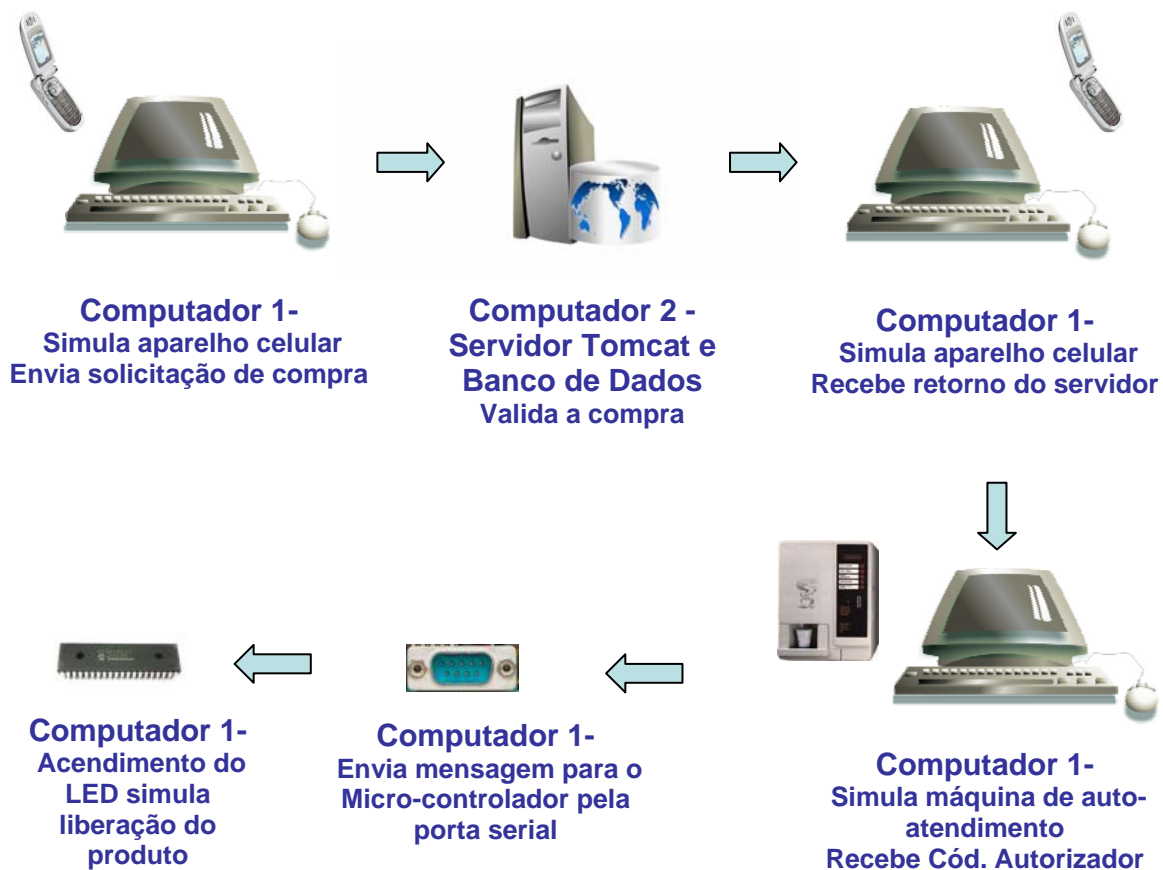 Computador 1-
Simula aparelho celular
Envia solicitação de compra
Computador 2 -
Servidor Tomcat e
Banco de Dados
Valida a compra
Computador 1-
Simula aparelho celular
Recebe retorno do servidor
Computador 1-
Acendimento do
LED simula
liberação do
produto
Computador 1-
Envia mensagem para o
Micro-controlador pela
porta serial
Computador 1-
Simula máquina de auto-
atendimento
Recebe Cód. Autorizador